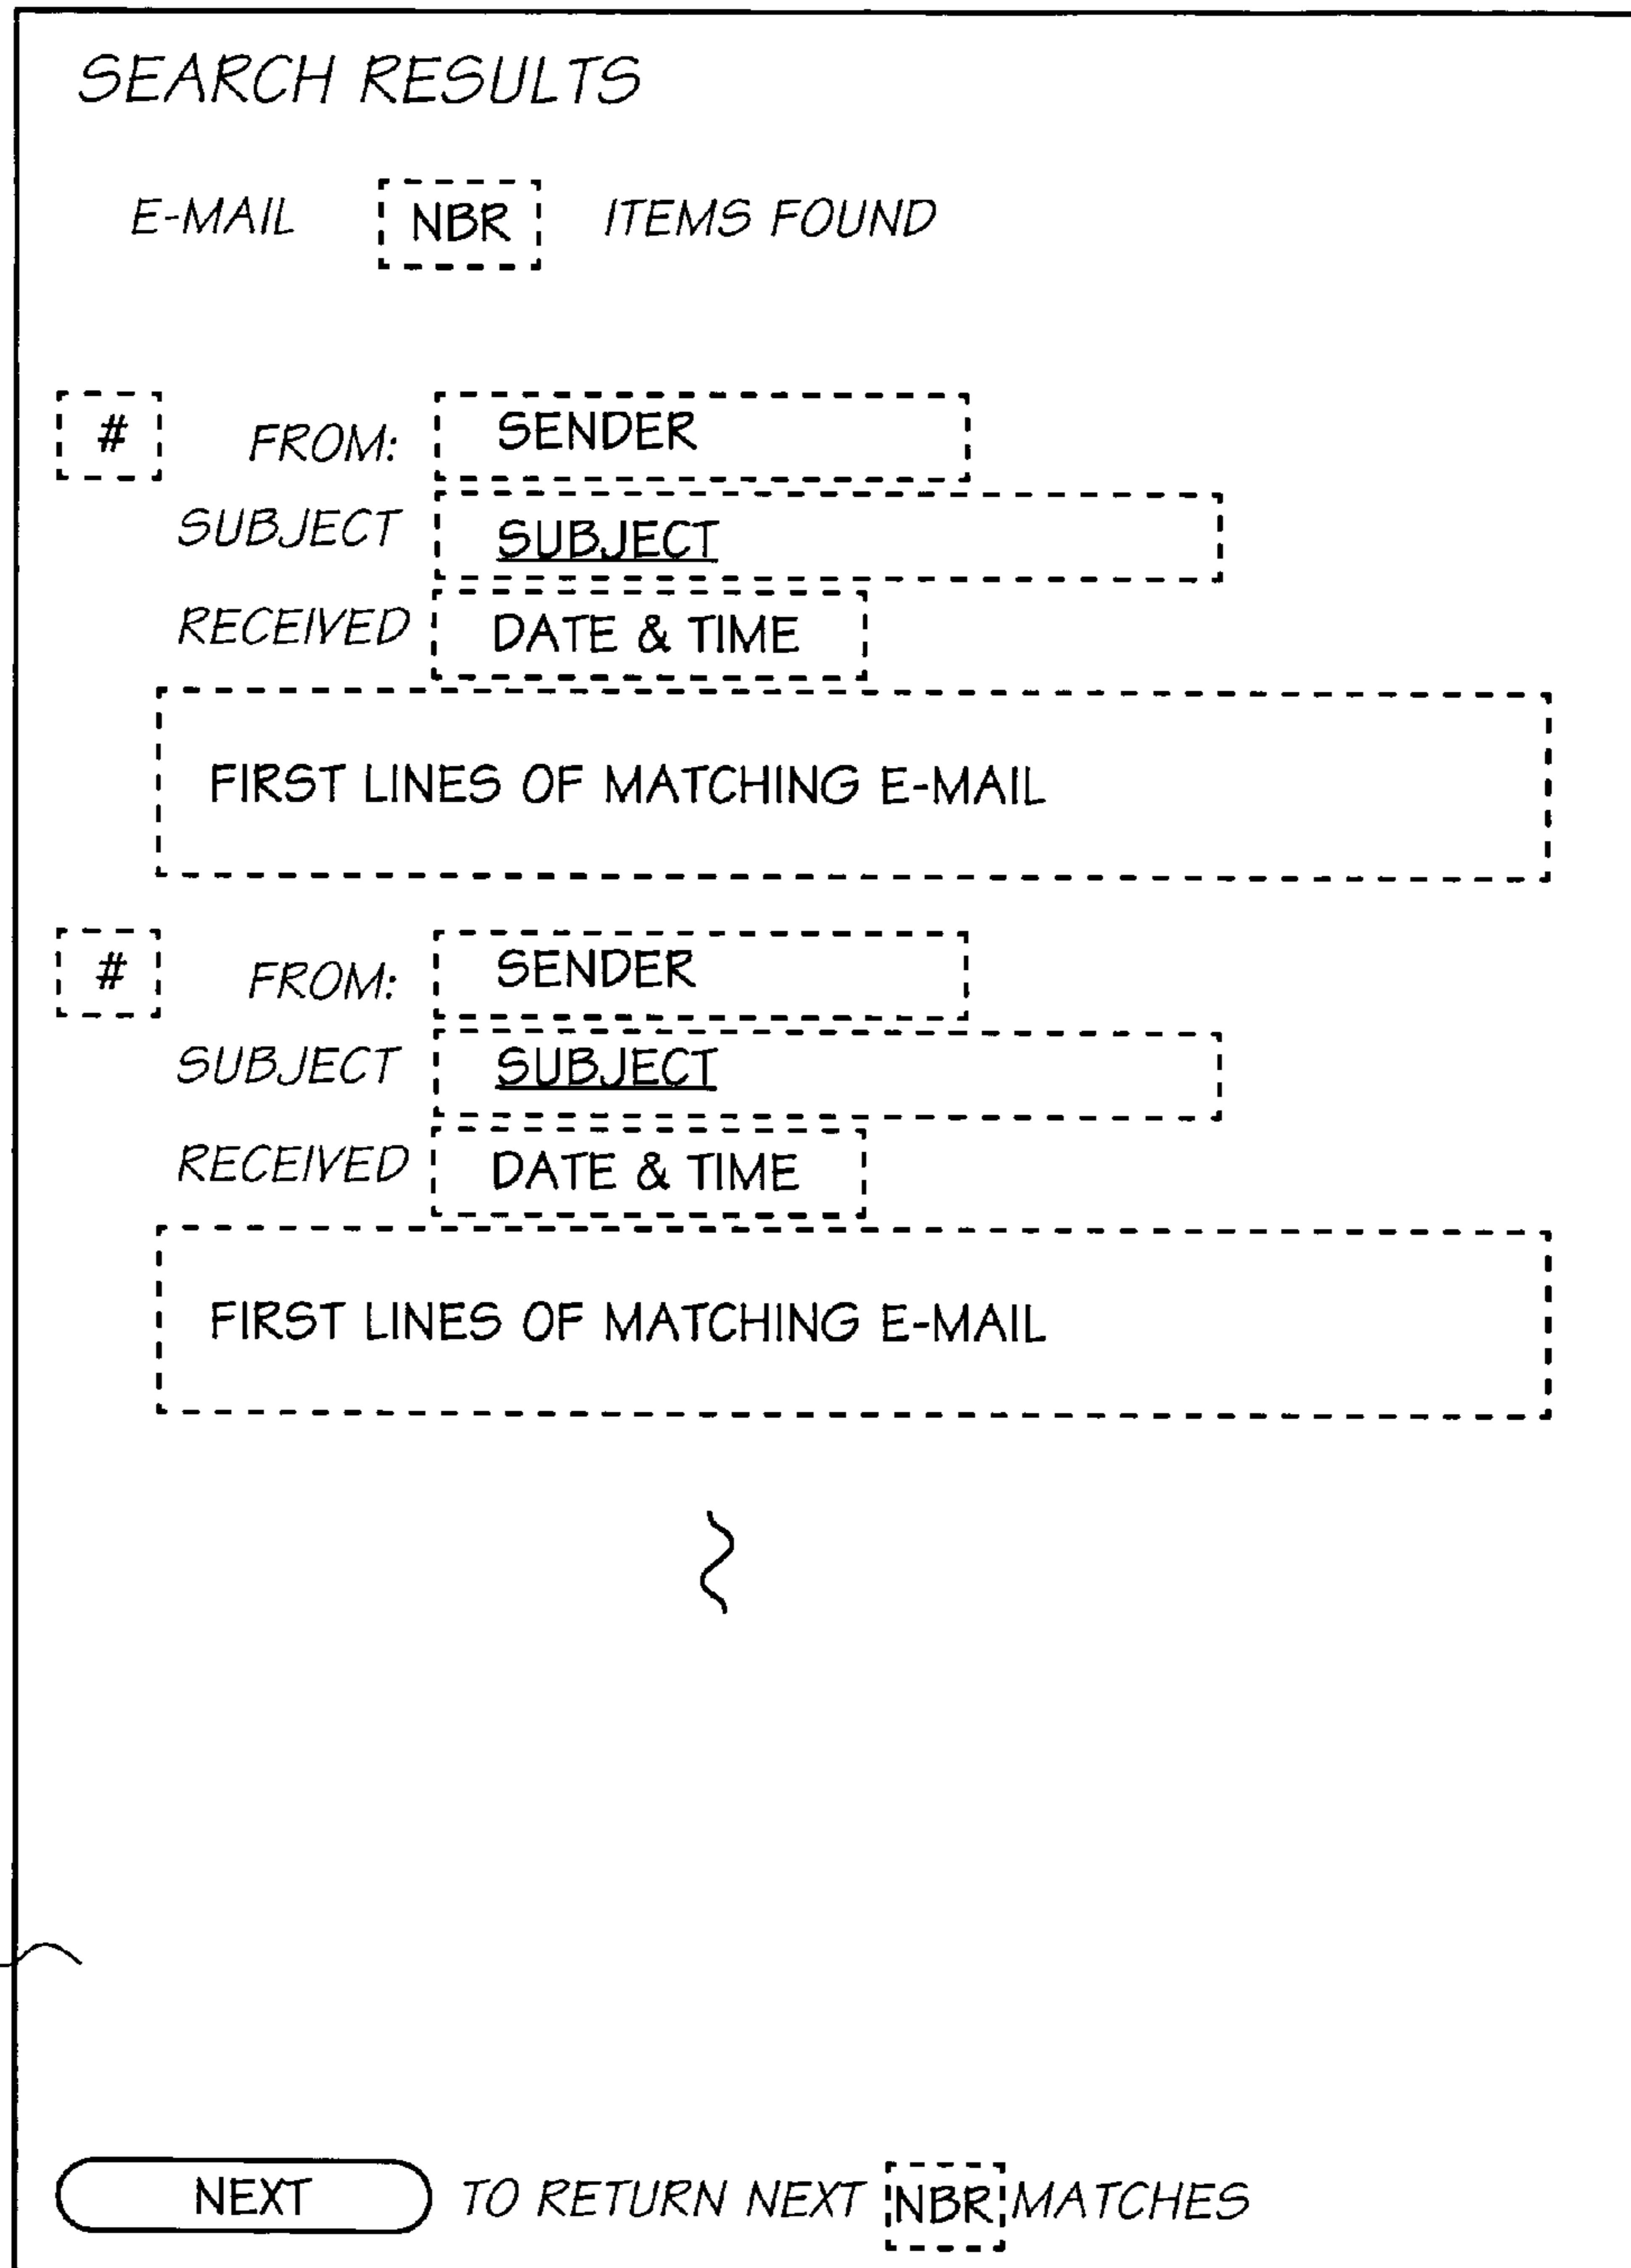 SEARCH RESULTS
E-MAIL NBR ITEMS FOUND
# FROM: SENDER
SUBJECT SUBJECT
RECEIVED DATE & TIME
FIRST LINES OF MATCHING E-MAIL
# FROM: SENDER
SUBJECT SUBJECT
RECEIVED DATE & TIME
FIRST LINES OF MATCHING E-MAIL
NEXT TO RETURN NEXT NBR MATCHES